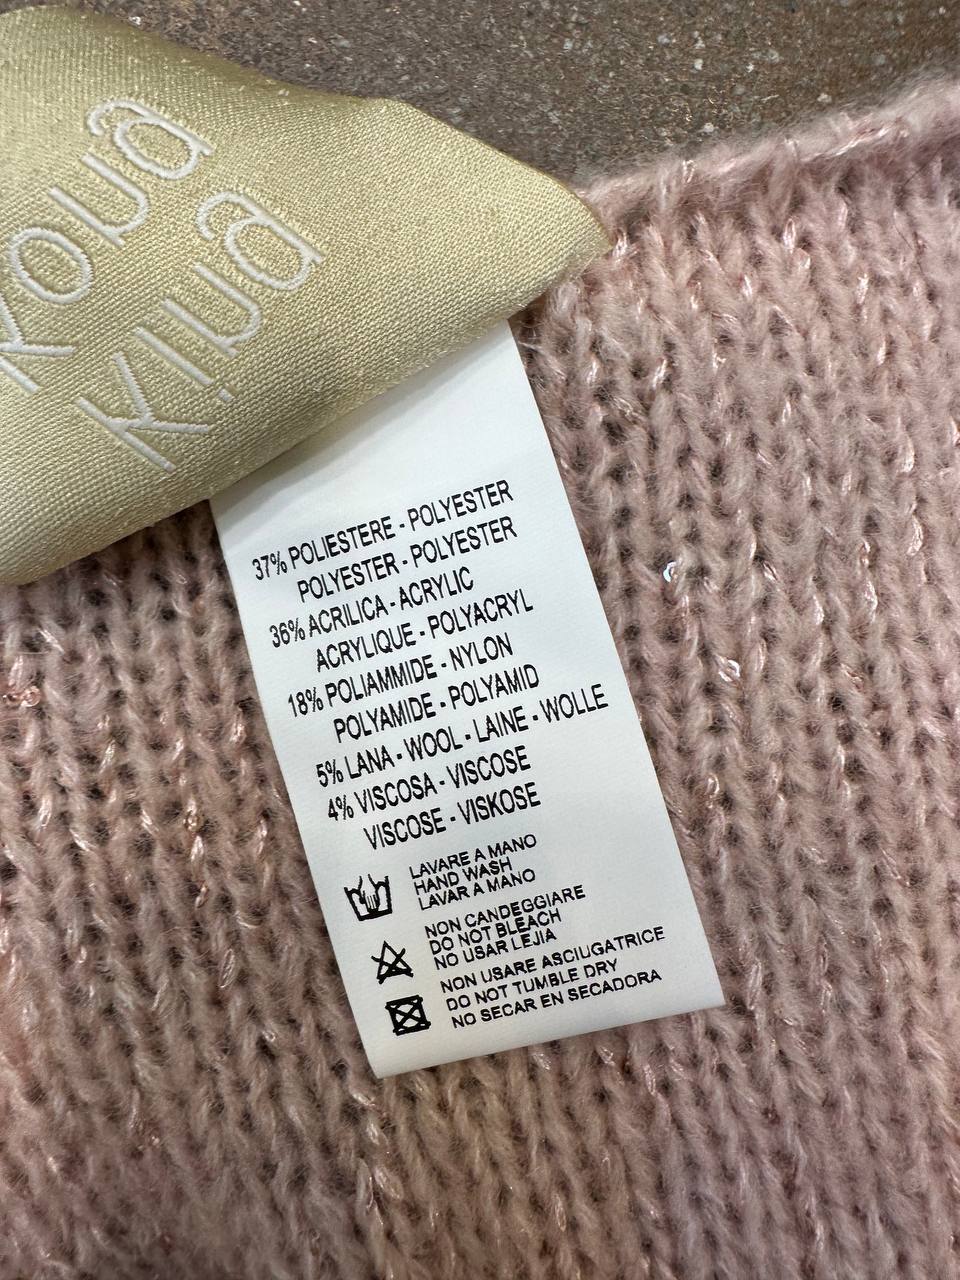 37% POLIESTERE - POLYESTER
POLYESTER - POLYESTER
36% ACRILICA - ACRYLIC
ACRYLIQUE - POLYACRYL
18% POLIAMMIDE - NYLON
POLYAMIDE - POLYAMID
5% LANA - WOOL - LAINE - WOLLE
4% VISCOSA - VISCOSE
VISCOSE - VISKOSE
LAVARE A MANO
HAND WASH
LAVAR A MANO
NON CANDEGGIARE
DO NOT BLEACH
NO USAR LEJIA
NON USARE ASCIUGATRICE
DO NOT TUMBLE DRY
NO SECAR EN SECADORA